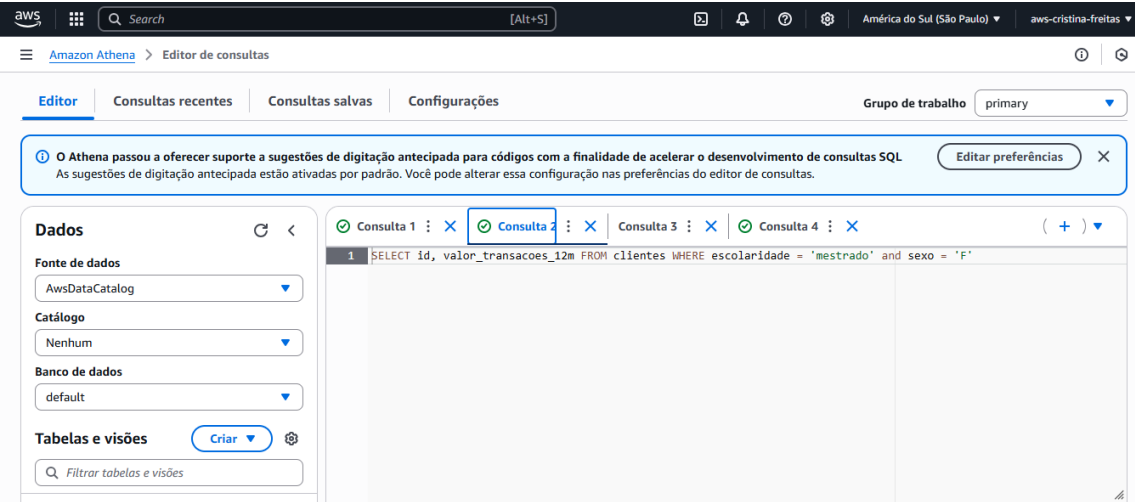 aws Search [Alt+S] América do Sul (São Paulo) aws-cristina-freitas
Amazon Athena > Editor de consultas
Editor Consultas recentes Consultas salvas Configurações Grupo de trabalho primary
O Athena passou a oferecer suporte a sugestões de digitação antecipada para códigos com a finalidade de acelerar o desenvolvimento de consultas SQL Editar preferências
As sugestões de digitação antecipada estão ativadas por padrão. Você pode alterar essa configuração nas preferências do editor de consultas.
Dados
Fonte de dados
AwsDataCatalog
Catálogo
Nenhum
Banco de dados
default
Tabelas e visões Criar
Filtrar tabelas e visões
Consulta 1 Consulta 2 Consulta 3 Consulta 4
1 SELECT id, valor_transacoes_12m FROM clientes WHERE escolaridade = 'mestrado' and sexo = 'F'